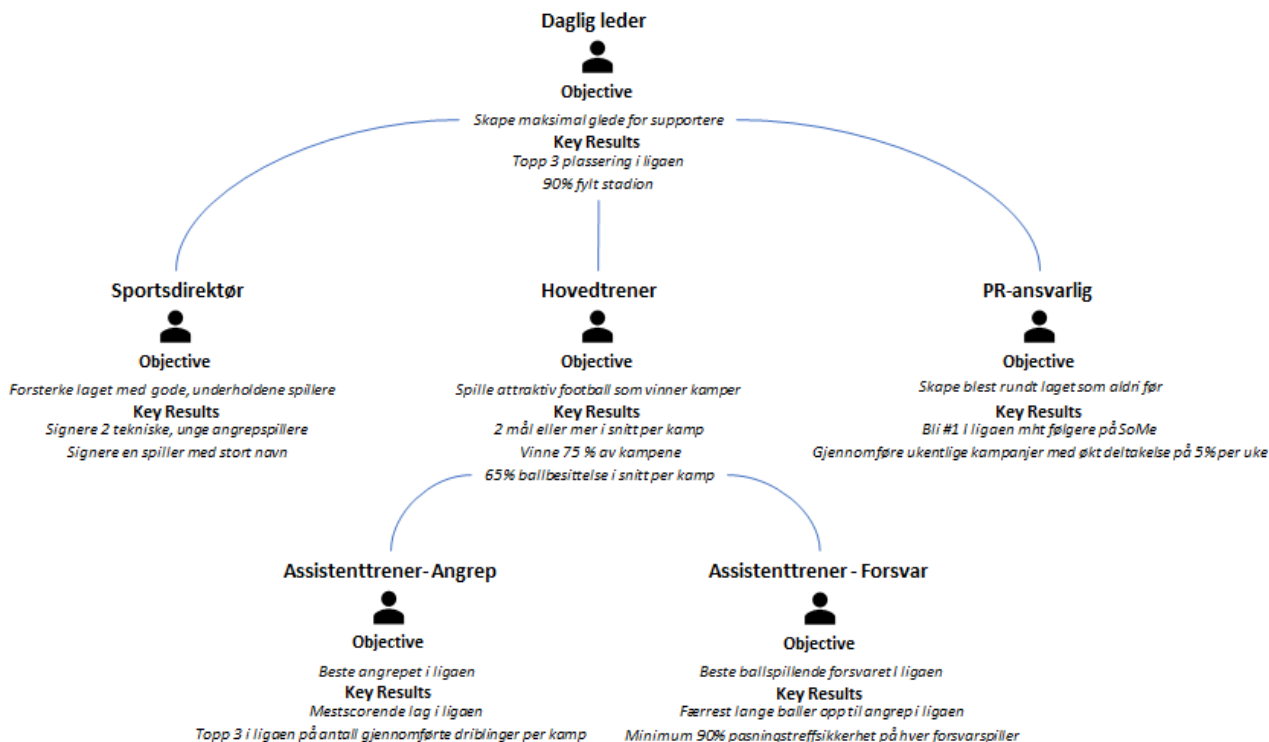 Daglig leder
Objective
Skape maksimal glede for supportere
Key Results
Topp 3 plassering i ligaen
90% fylt stadion
Sportsdirektør
Objective
Forsterke laget med gode, underholdene spillere
Key Results
Signere 2 tekniske, unge angrepspillere
Signere en spiller med stort navn
Hovedtrener
Objective
Spille attraktiv football som vinner kamper
Key Results
2 mål eller mer i snitt per kamp
Vinne 75 % av kampene
65% ballbesittelse i snitt per kamp
PR-ansvarlig
Objective
Skape blest rundt laget som aldri før
Key Results
Bli #1 I ligaen mht følgere på SoMe
Gjennomføre ukentlige kampanjer med økt deltakelse på 5% per uke
Assistenttrener- Angrep
Objective
Beste angrepet i ligaen
Key Results
Mestscorende lag i ligaen
Topp 3 i ligaen på antall gjennomførte driblinger per kamp
Assistenttrener - Forsvar
Objective
Beste ballspillende forsvaret I ligaen
Key Results
Færrest lange baller opp til angrep i ligaen
Minimum 90% pasningstreffsikkerhet på hver forsvarspiller